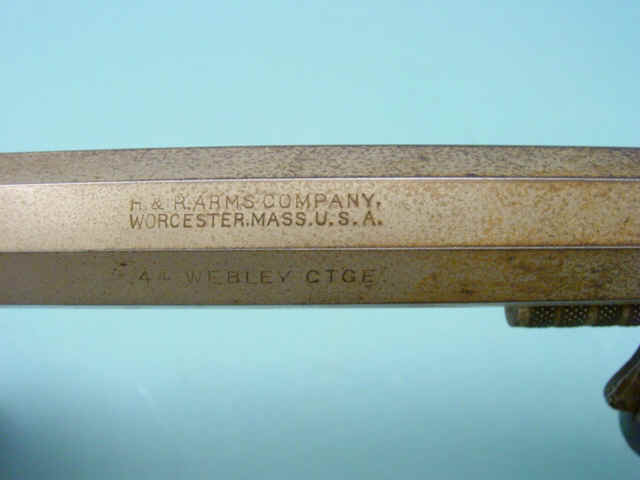 H. & R. ARMS COMPANY.
WORCESTER. MASS. U. S. A.
.44 WEBLEY CTGE